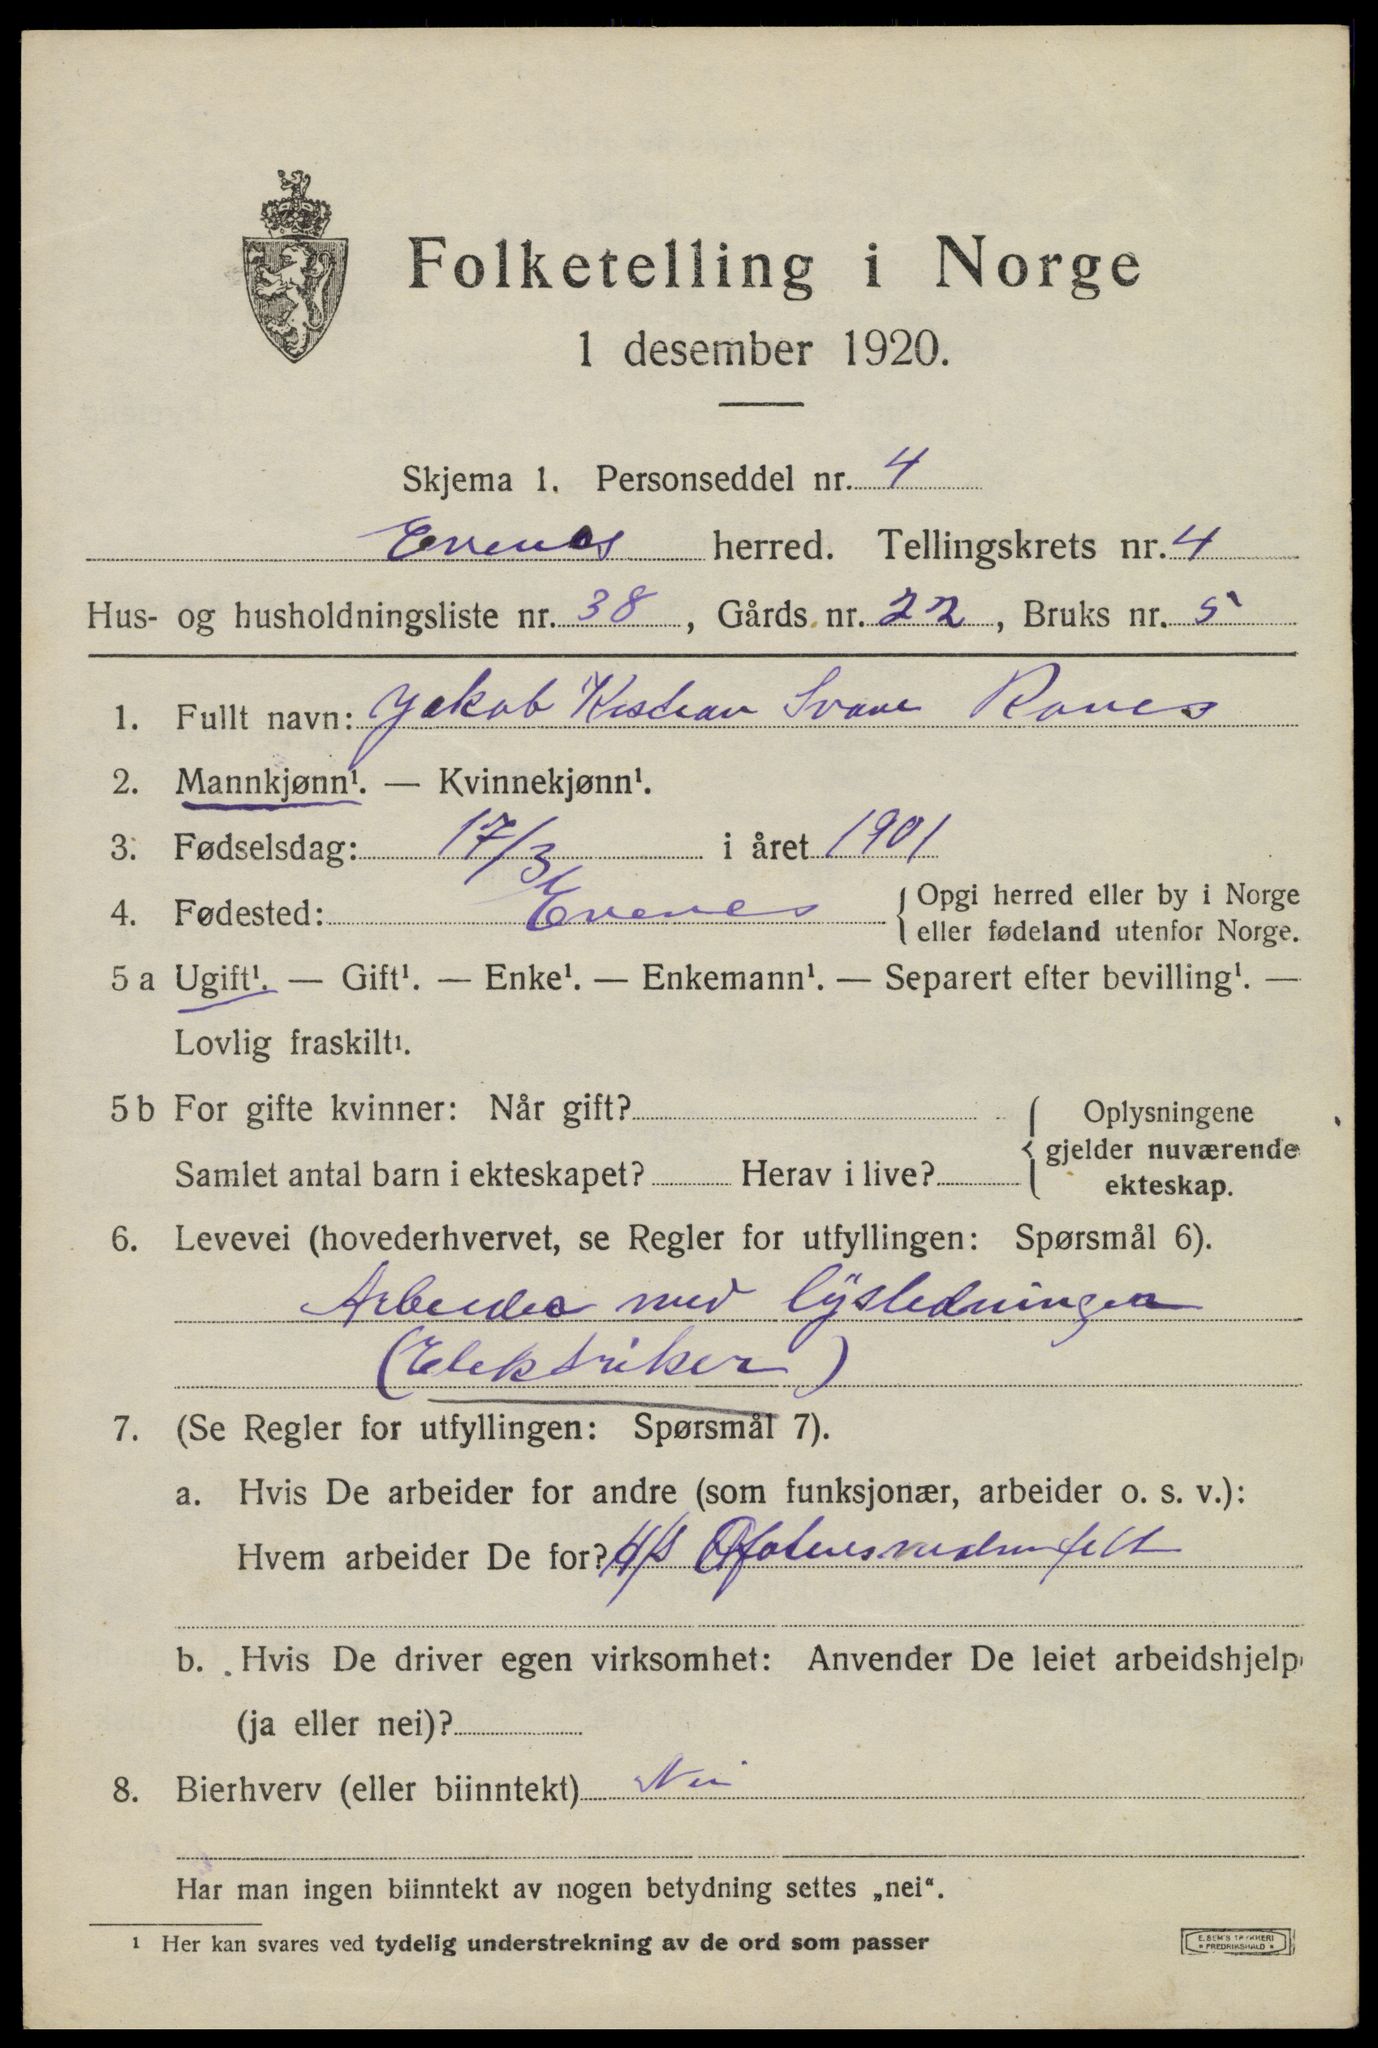 Folketelling i Norge
1 desember 1920.
Skjema 1. Personseddel nr. 4
Evenes herred. Tellingskrets nr. 4
Hus- og husholdningsliste nr. 38, Gårds. nr. 22, Bruks nr. 5
1. Fullt navn: Jakob Kristian Svane Ranes
2. Mannkjønn¹. — Kvinnekjønn¹.
3. Fødselsdag: 17/3 i året 1901
4. Fødested: Evenes { Opgi herred eller by i Norge
eller fødeland utenfor Norge.
5 a Ugift¹. — Gift¹. — Enke¹. — Enkemann¹. — Separert efter bevilling¹. —
Lovlig fraskilt¹.
5 b For gifte kvinner: Når gift? { Oplysningene
gjelder nuværende
ekteskap.
Samlet antal barn i ekteskapet? Herav i live?
6. Levevei (hovederhvervet, se Regler for utfyllingen: Spørsmål 6).
Arbeider med lysledninger
(Elektriker)
7. (Se Regler for utfyllingen: Spørsmål 7).
a. Hvis De arbeider for andre (som funksjonær, arbeider o. s. v.):
Hvem arbeider De for? A/S Ofotens
b. Hvis De driver egen virksomhet: Anvender De leiet arbeidshjelp
(ja eller nei)?
8. Bierhverv (eller biinntekt) Nei
Har man ingen biinntekt av nogen betydning settes „nei“.
¹ Her kan svares ved tydelig understrekning av de ord som passer
E. SEM'S TRYKKERI
FREDRIKSHALD